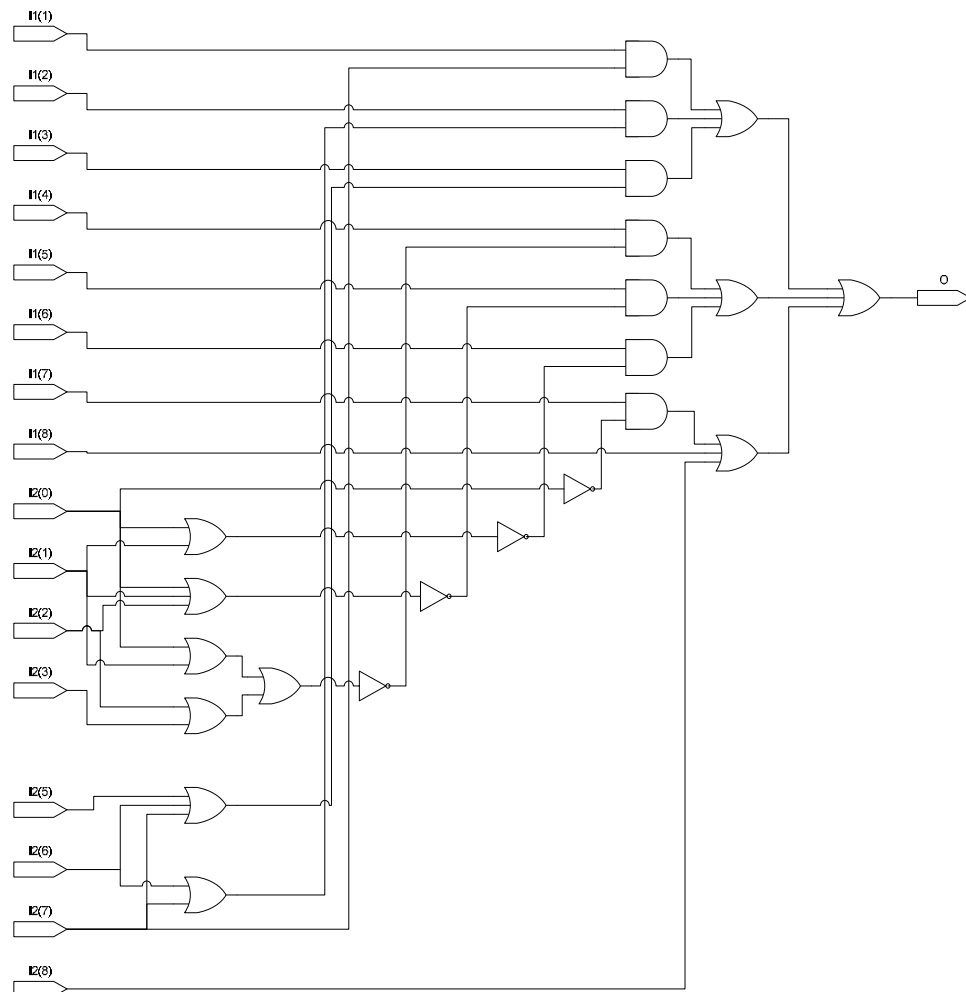 I1(1)
I1(2)
I1(3)
I1(4)
I1(5)
I1(6)
I1(7)
I1(8)
I2(0)
I2(1)
I2(2)
I2(3)
I2(5)
I2(6)
I2(7)
I2(8)
O